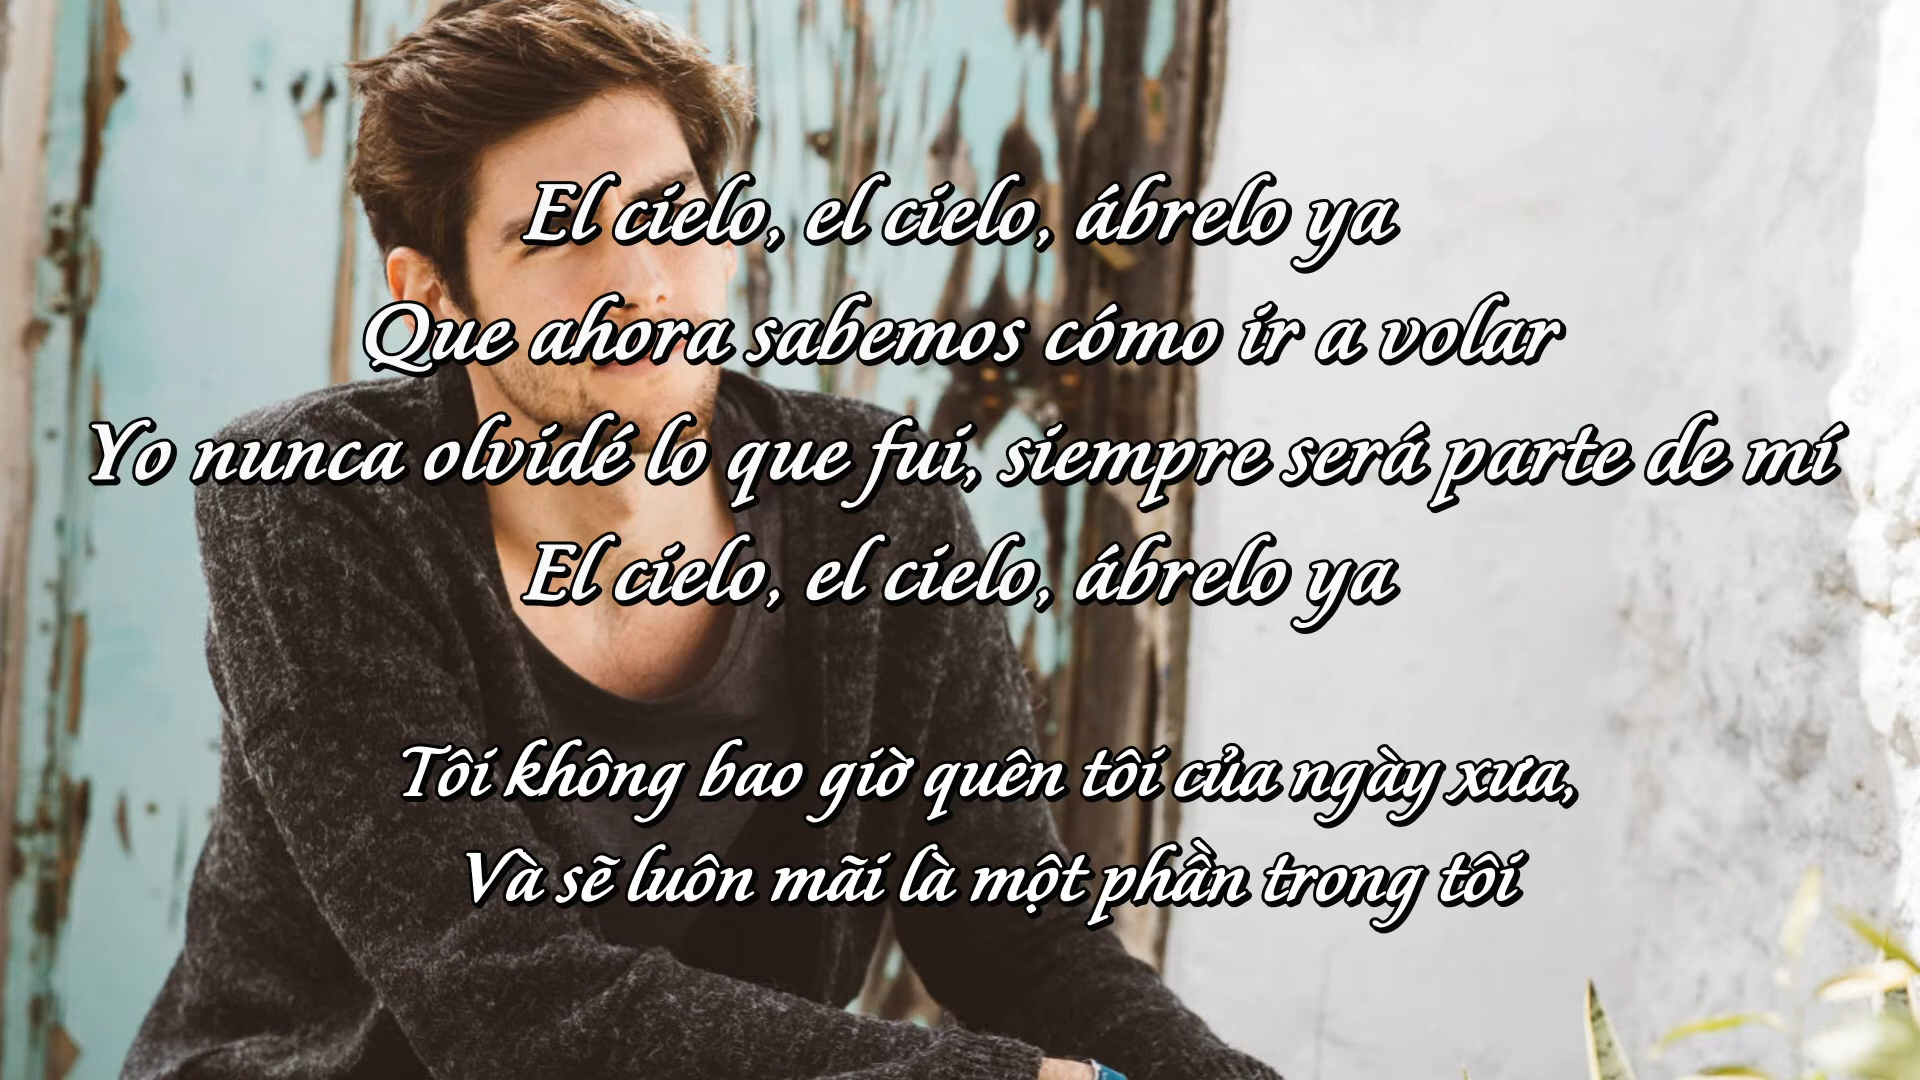 El cielo, el cielo, ábrelo ya
Que ahora sabemos cómo ir a volar
Yo nunca olvidé lo que fui, siempre será parte de mí
El cielo, el cielo, ábrelo ya
Tôi không bao giờ quên tôi của ngày xưa,
Và sẽ luôn mãi là một phần trong tôi